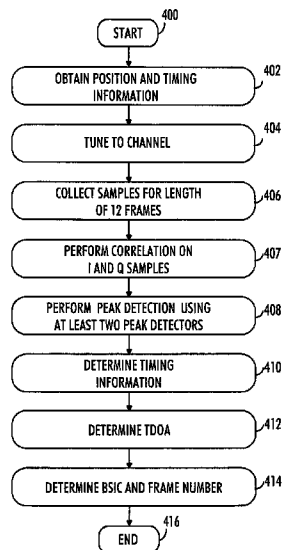 400
START
402
OBTAIN POSITION AND TIMING
INFORMATION
404
TUNE TO CHANNEL
406
COLLECT SAMPLES FOR LENGTH
OF 12 FRAMES
407
PERFORM CORRELATION ON
I AND Q SAMPLES
408
PERFORM PEAK DETECTION USING
AT LEAST TWO PEAK DETECTORS
410
DETERMINE TIMING
INFORMATION
412
DETERMINE TDOA
414
DETERMINE BSIC AND FRAME NUMBER
416
END